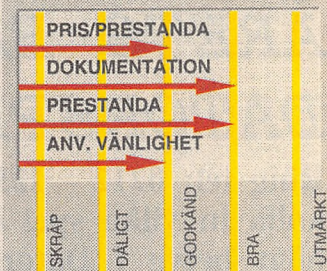 PRIS/PRESTANDA
DOKUMENTATION
PRESTANDA
ANV. VÄNLIGHET
SKRÄP
DÅLIGT
GODKÄND
BRA
UTMÄRKT